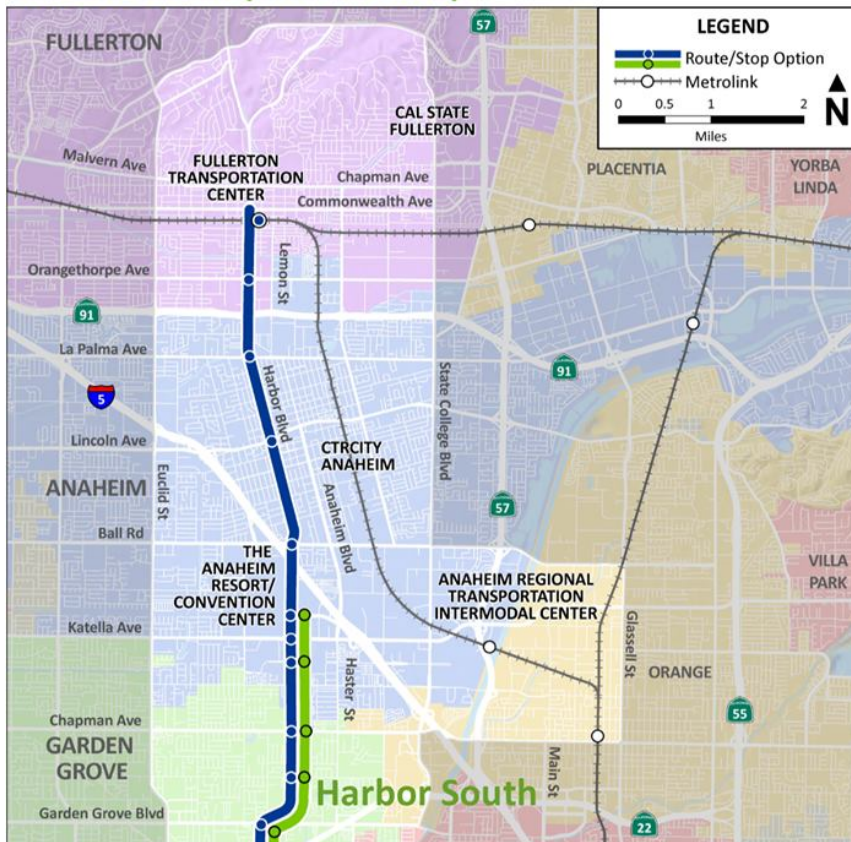 57
LEGEND
Route/Stop Option
Metrolink
0 0.5 1 2
Miles
N
FULLERTON
CAL STATE
FULLERTON
Malvern Ave
FULLERTON
TRANSPORTATION
CENTER
Chapman Ave
Commonwealth Ave
PLACENTIA
YORBA
LINDA
Lemon St
Orangethorpe Ave
91
La Palma Ave
Harbor Blvd
State College Blvd
91
5
Lincoln Ave
CTRCITY
ANAHEIM
ANAHEIM
Euclid St
Anaheim Blvd
57
Ball Rd
THE
ANAHEIM
RESORT/
CONVENTION
CENTER
ANAHEIM REGIONAL
TRANSPORTATION
INTERMODAL CENTER
VILLA
PARK
Katella Ave
Glassell St
Haster St
ORANGE
Chapman Ave
55
GARDEN
GROVE
Main St
Harbor South
Garden Grove Blvd
22